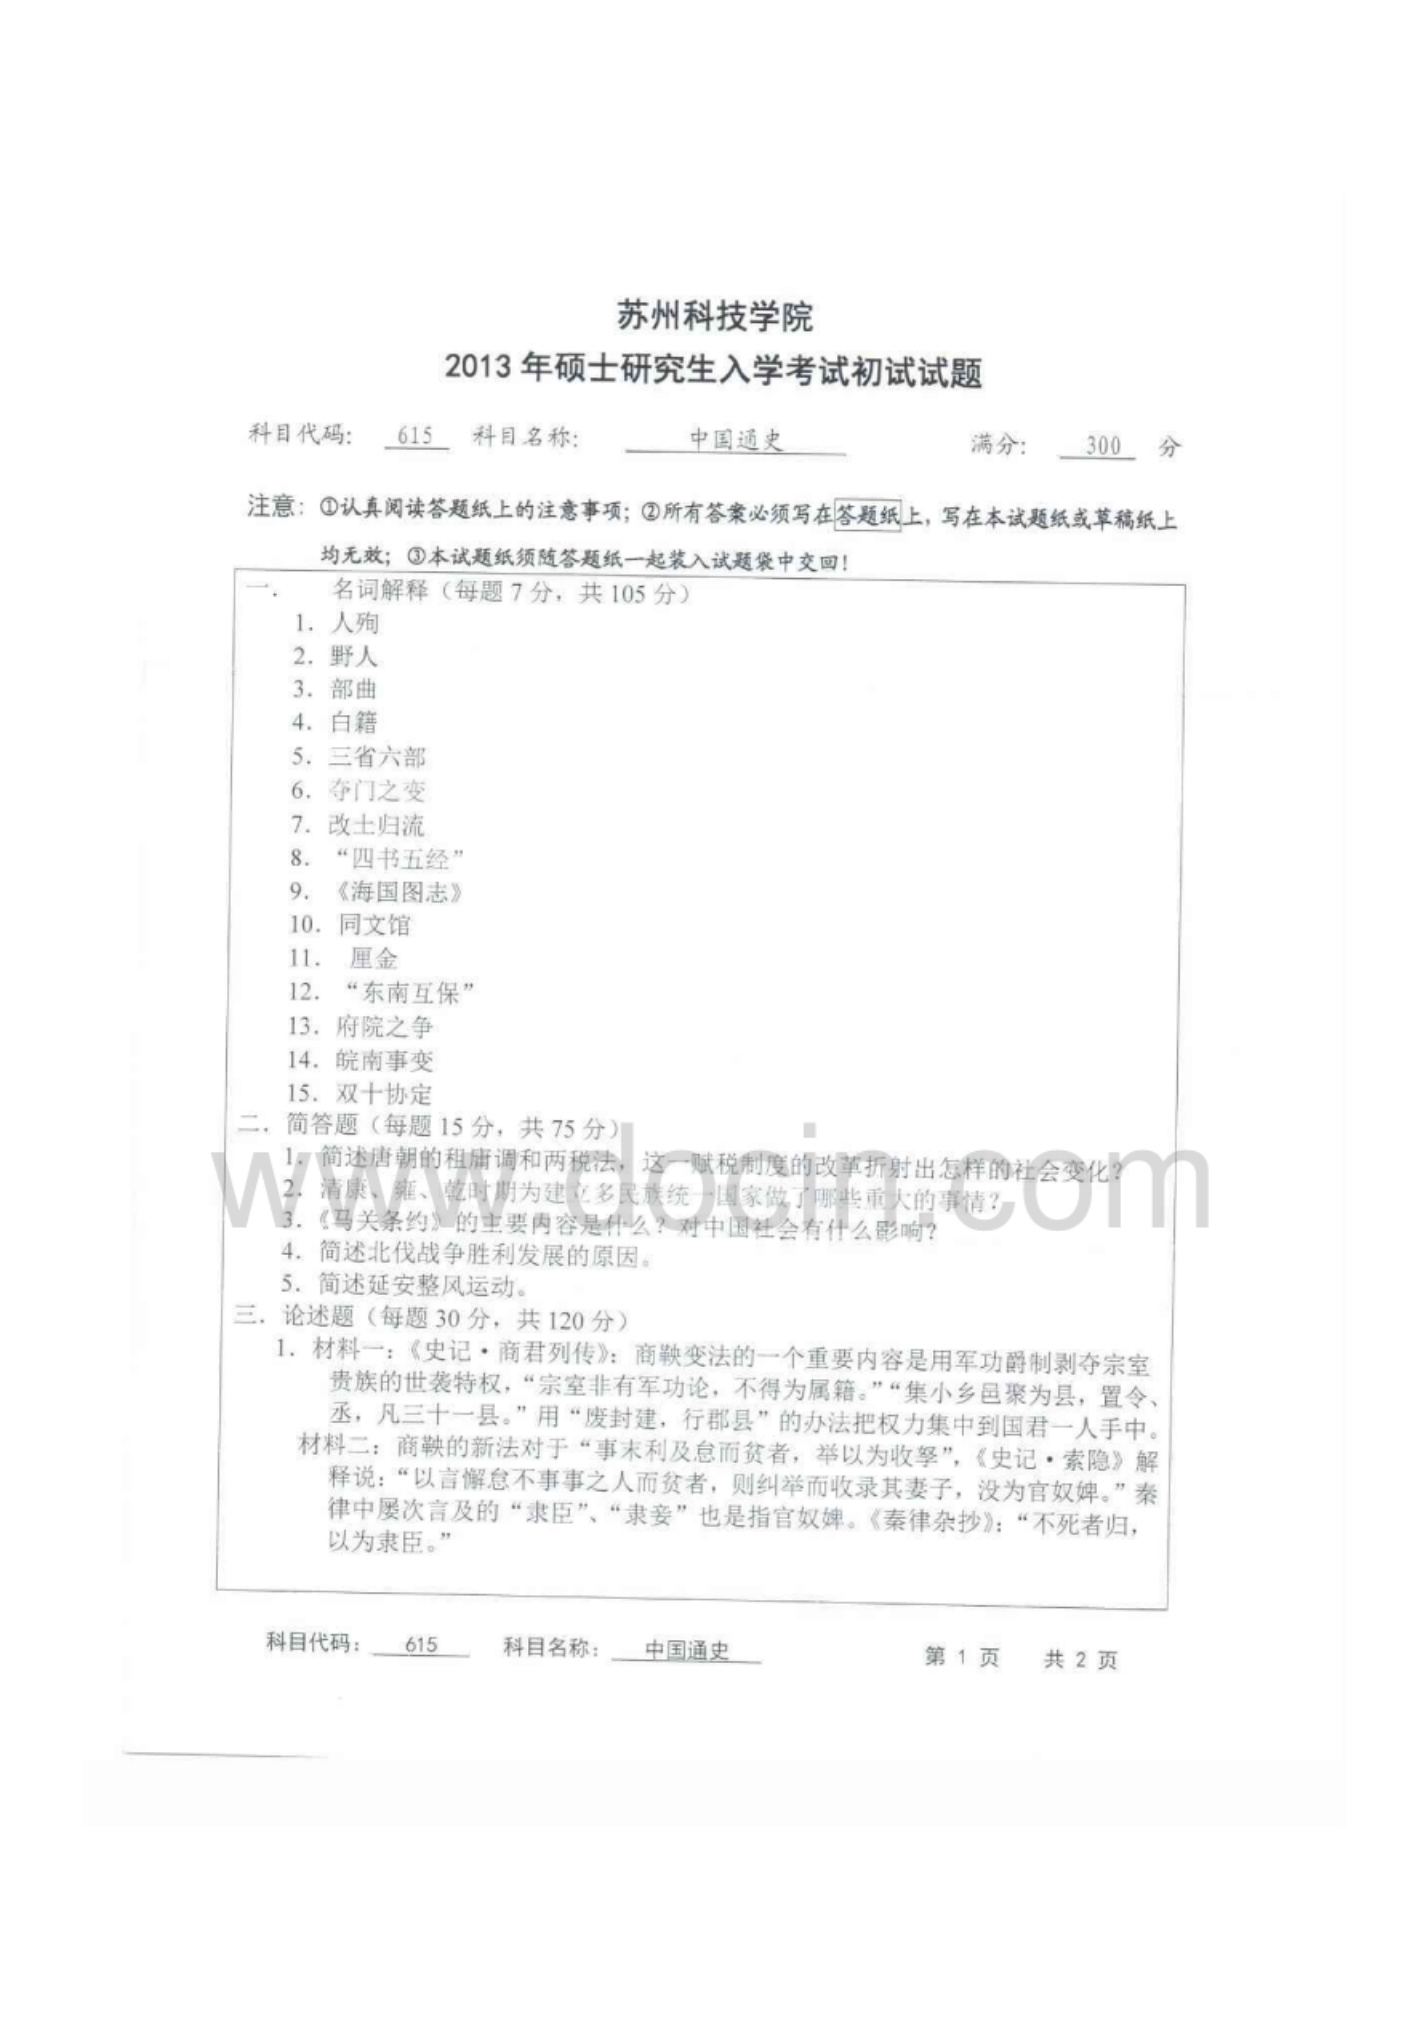 苏州科技学院
2013 年硕士研究生入学考试初试试题
科目代码： 615 科目名称： 中国通史 满分： 300 分
注意：①认真阅读答题纸上的注意事项；②所有答案必须写在答题纸上，写在本试题纸或草稿纸上
均无效；③本试题纸须随答题纸一起装入试题袋中交回！
一． 名词解释（每题 7 分，共 105 分）
1．人殉
2．野人
3．部曲
4．白籍
5．三省六部
6．夺门之变
7．改土归流
8．“四书五经”
9．《海国图志》
10．同文馆
11． 厘金
12．“东南互保”
13．府院之争
14．皖南事变
15．双十协定
二．简答题（每题 15 分，共 75 分）
1．简述唐朝的租庸调和两税法，这一赋税制度的改革折射出怎样的社会变化？
2．清康、雍、乾时期为建立多民族统一国家做了哪些重大的事情？
3．《马关条约》的主要内容是什么？对中国社会有什么影响？
4．简述北伐战争胜利发展的原因。
5．简述延安整风运动。
三．论述题（每题 30 分，共 120 分）
1．材料一：《史记·商君列传》：商鞅变法的一个重要内容是用军功爵制剥夺宗室
贵族的世袭特权，“宗室非有军功论，不得为属籍。”“集小乡邑聚为县，置令、
丞，凡三十一县。”用“废封建，行郡县”的办法把权力集中到国君一人手中。
材料二：商鞅的新法对于“事末利及怠而贫者，举以为收孥”，《史记·索隐》解
释说：“以言懈怠不事事之人而贫者，则纠举而收录其妻子，没为官奴婢。”秦
律中屡次言及的“隶臣”、“隶妾”也是指官奴婢。《秦律杂抄》：“不死者归，
以为隶臣。”
科目代码： 615 科目名称： 中国通史 第 1 页 共 2 页
www.docin.com